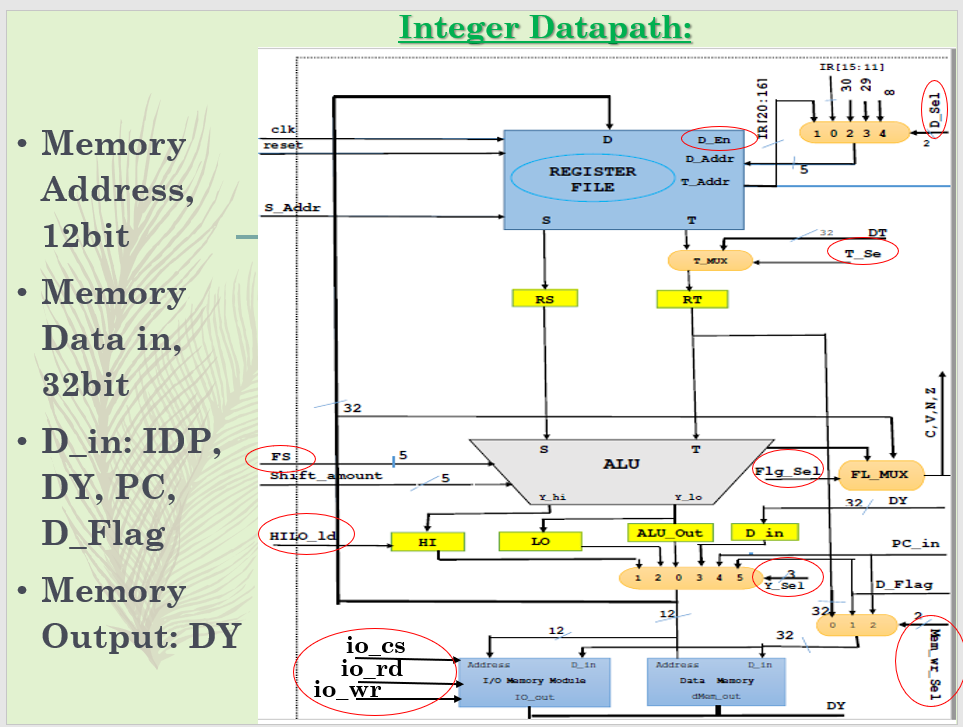 Integer Datapath:
• Memory
Address,
12bit
• Memory
Data in,
32bit
• D_in: IDP,
DY, PC,
D_Flag
• Memory
Output: DY
IR[15:11]
30
29
8
IR[20:16]
D_Sel
1 0 2 3 4
2
clk
reset
D
D_En
D_Addr
5
REGISTER
FILE
T_Addr
S_Addr
S
T
32
DT
T_MUX
T_Se
RS
RT
32
C,V,N,Z
FS
5
S
T
ALU
Flg_Sel
FL_MUX
Shift_amount
5
Y_hi
Y_lo
32
DY
HILO_ld
HI
LO
ALU_Out
D_in
PC_in
1 2 0 3 4 5
3
Y_Sel
D_Flag
12
32
0 1 2
2
Mem_wr_Sel
12
32
io_cs
io_rd
io_wr
Address
D_in
I/O Memory Module
IO_out
Address
D_in
Data Memory
dMem_out
DY